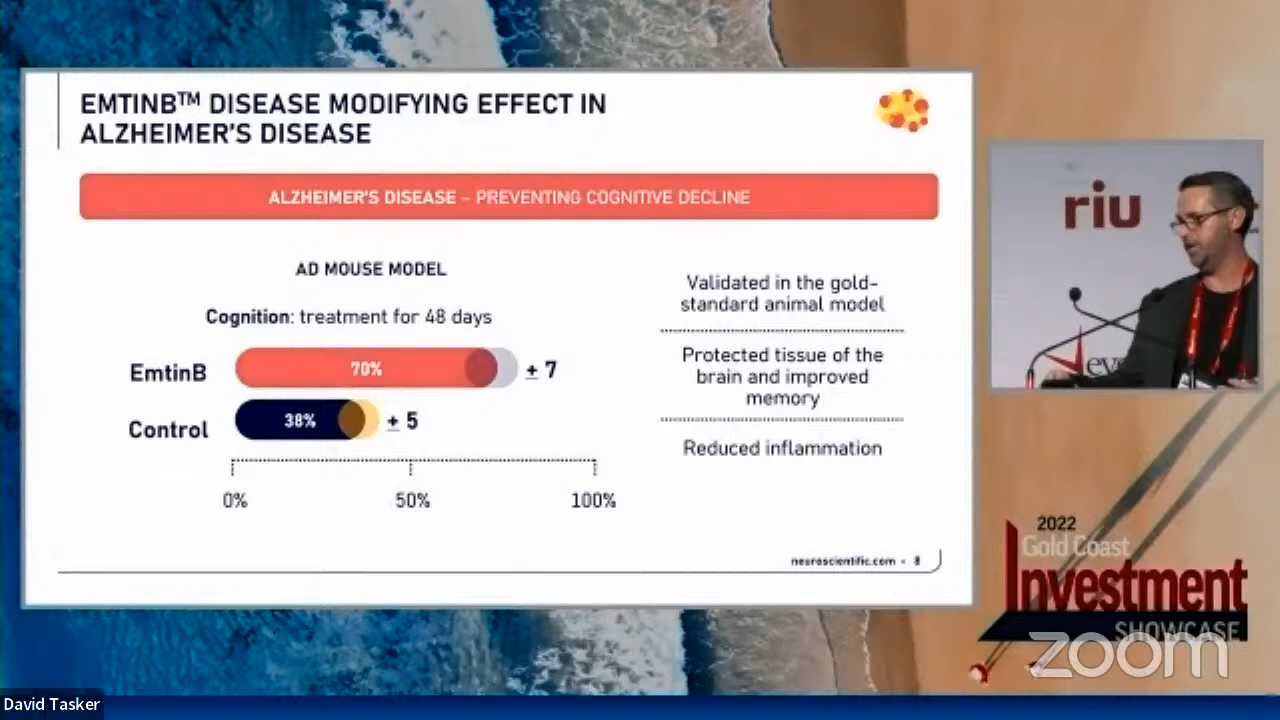 EMTINB™ DISEASE MODIFYING EFFECT IN
ALZHEIMER'S DISEASE
ALZHEIMER'S DISEASE – PREVENTING COGNITIVE DECLINE
AD MOUSE MODEL
Cognition: treatment for 48 days
EmtinB
70%
± 7
Control
38%
± 5
0%
50%
100%
Validated in the gold-
standard animal model
Protected tissue of the
brain and improved
memory
Reduced inflammation
neuroscientific.com - 8
riu
eve
2022
Gold Coast
Investment
SHOWCASE
zoom
David Tasker